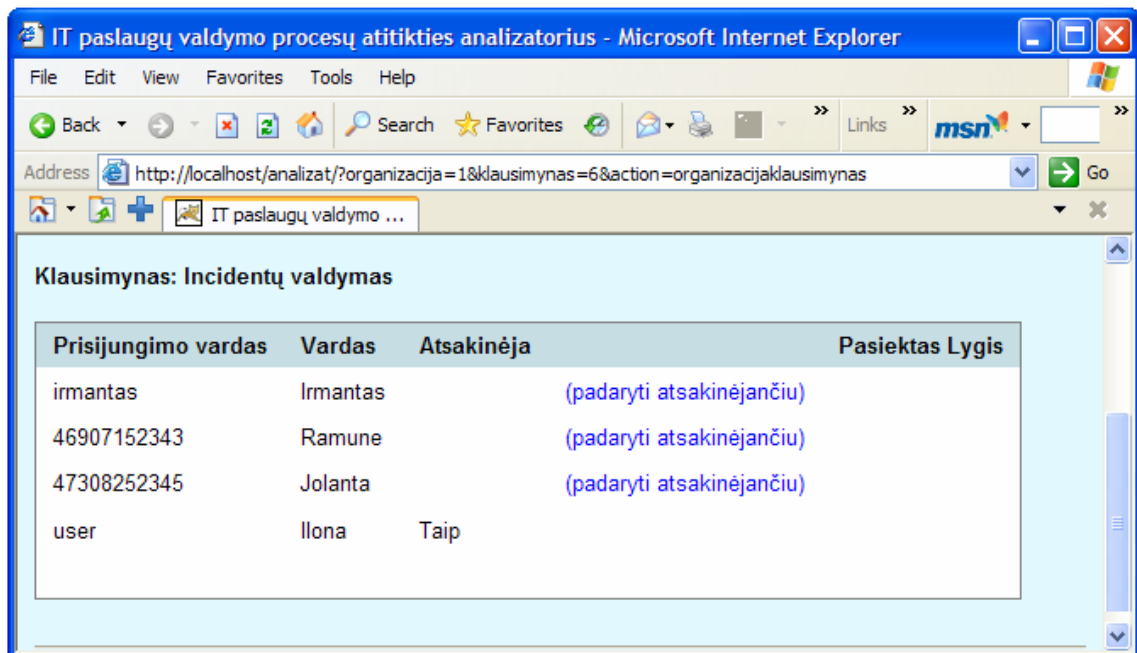 IT paslaugų valdymo procesų atitikties analizatorius - Microsoft Internet Explorer
File Edit View Favorites Tools Help
Back Search Favorites Links msn
Address http://localhost/analizat/?organizacija=1&klausimynas=6&action=organizacijaklausimynas Go
IT paslaugų valdymo ...
Klausimynas: Incidentų valdymas
Prisijungimo vardas Vardas Atsakinėja Pasiektas Lygis
irmantas Irmantas (padaryti atsakinėjančiu)
46907152343 Ramune (padaryti atsakinėjančiu)
47308252345 Jolanta (padaryti atsakinėjančiu)
user Ilona Taip